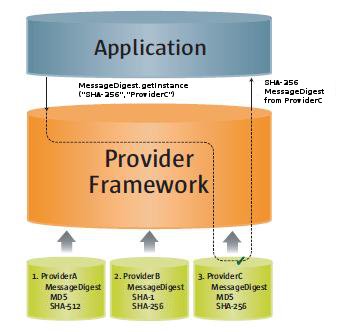 Application
MessageDigest.getInstance
("SHA-256", "ProviderC")
SHA-256
MessageDigest
from ProviderC
Provider
Framework
1. ProviderA
MessageDigest
MD5
SHA-512
2. ProviderB
MessageDigest
SHA-1
SHA-256
3. ProviderC
MessageDigest
MD5
SHA-256